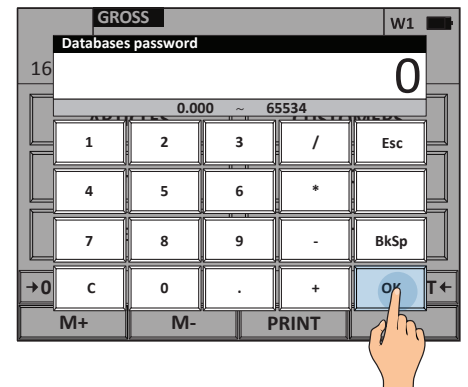 GROSS W1
Databases password
16 0
0.000 ~ 65534
1 2 3 / Esc
4 5 6 *
7 8 9 - BkSp
→0 C 0 . + OK T←
M+ M- PRINT